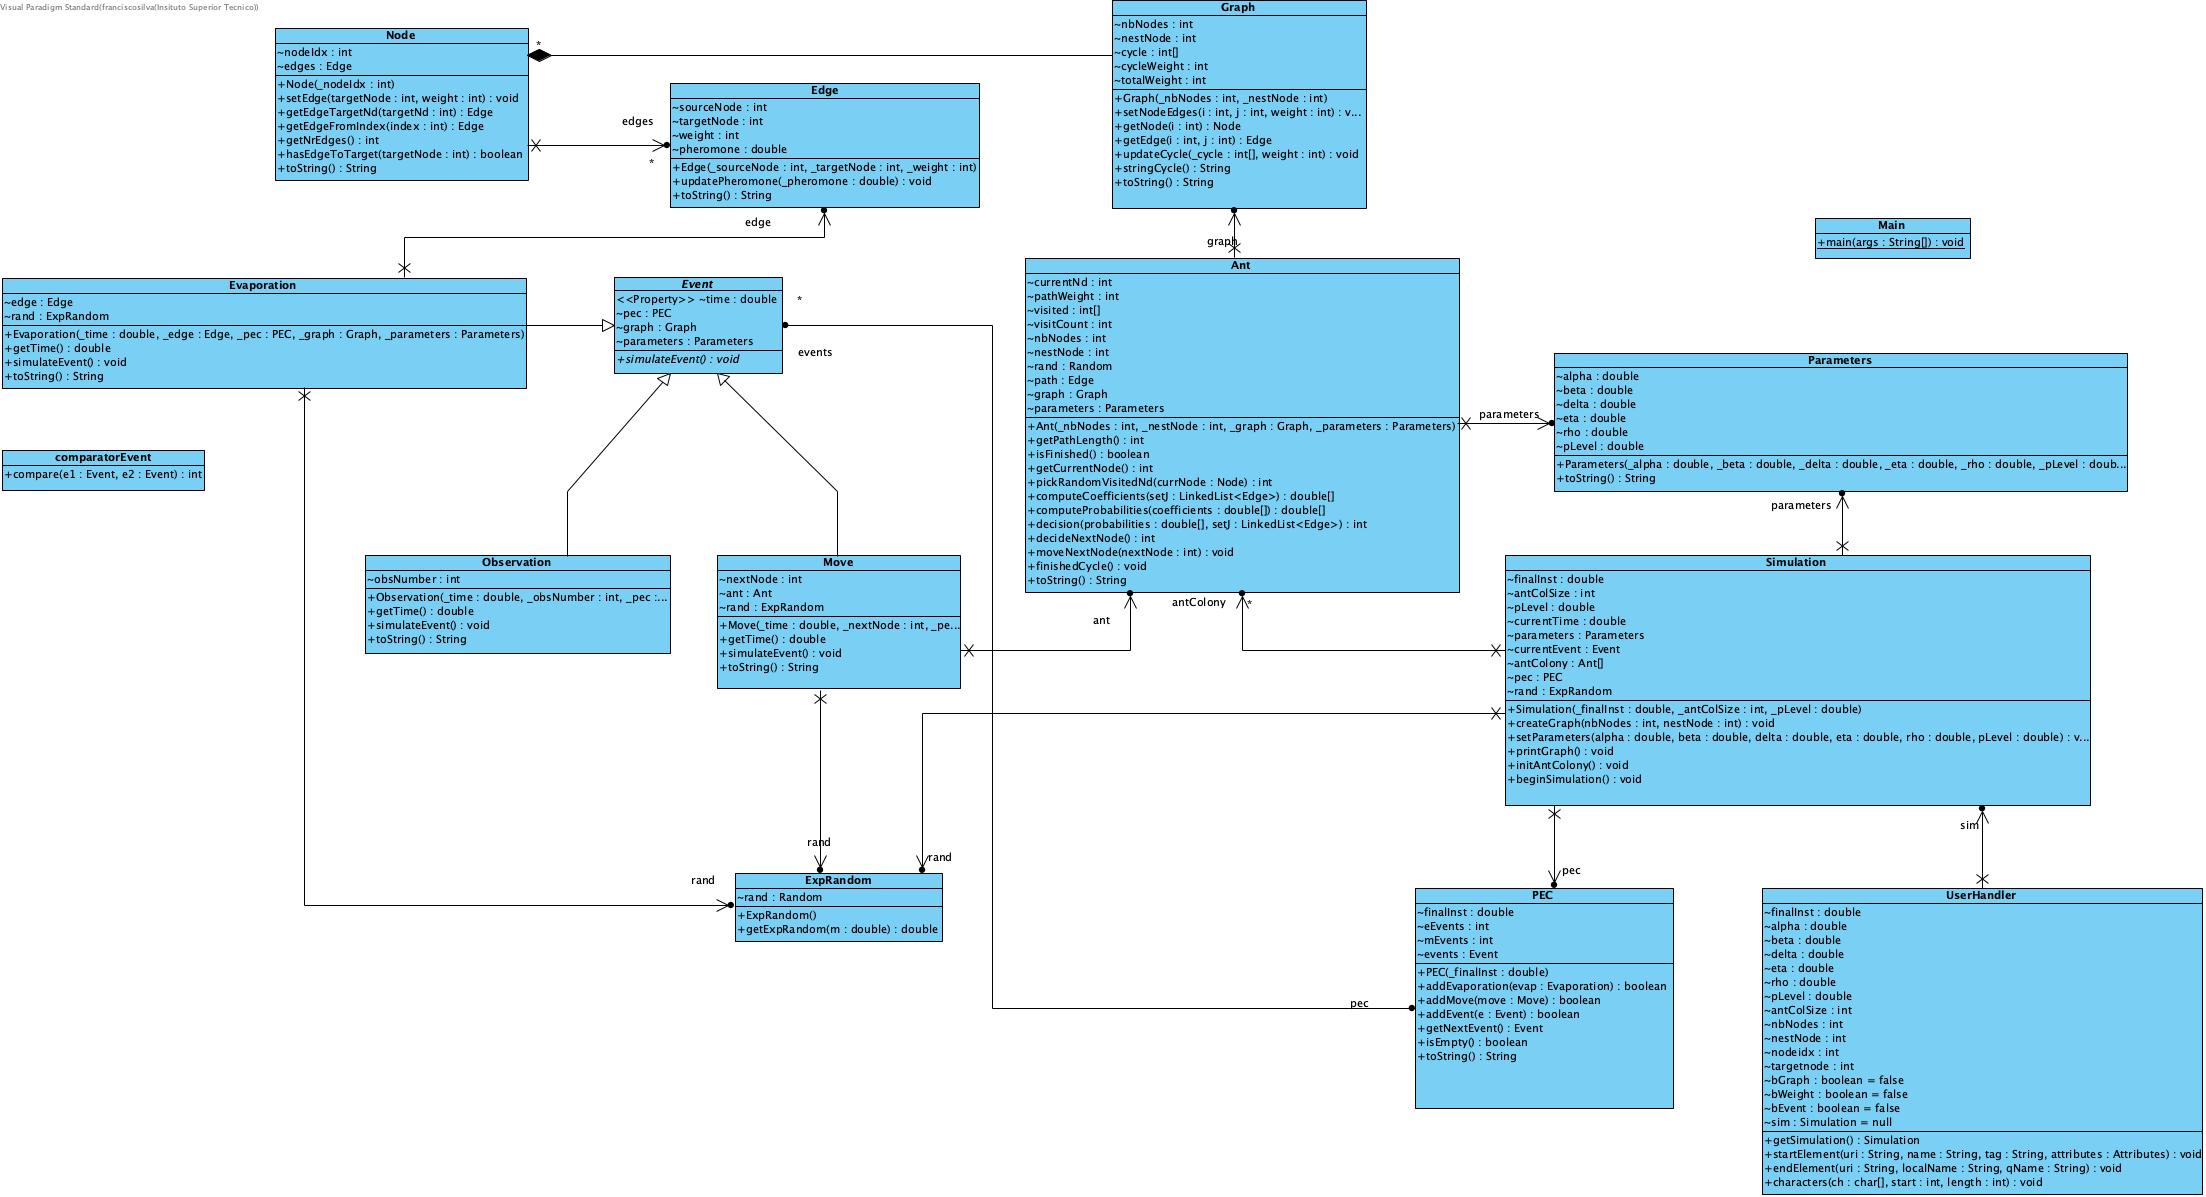 Visual Paradigm Standard(franciscosilva(Insituto Superior Tecnico))
Node
~nodeIdx : int
~edges : Edge
+Node(_nodeIdx : int)
+setEdge(targetNode : int, weight : int) : void
+getEdgeTargetNd(targetNd : int) : Edge
+getEdgeFromIndex(index : int) : Edge
+getNrEdges() : int
+hasEdgeToTarget(targetNode : int) : boolean
+toString() : String
*
edges
*
Edge
~sourceNode : int
~targetNode : int
~weight : int
~pheromone : double
+Edge(_sourceNode : int, _targetNode : int, _weight : int)
+updatePheromone(_pheromone : double) : void
+toString() : String
edge
Graph
~nbNodes : int
~nestNode : int
~cycle : int[]
~cycleWeight : int
~totalWeight : int
+Graph(_nbNodes : int, _nestNode : int)
+setNodeEdges(i : int, j : int, weight : int) : v...
+getNode(i : int) : Node
+getEdge(i : int, j : int) : Edge
+updateCycle(_cycle : int[], weight : int) : void
+stringCycle() : String
+toString() : String
graph
Main
+main(args : String[]) : void
Evaporation
~edge : Edge
~rand : ExpRandom
+Evaporation(_time : double, _edge : Edge, _pec : PEC, _graph : Graph, _parameters : Parameters)
+getTime() : double
+simulateEvent() : void
+toString() : String
Event
<<Property>> ~time : double
~pec : PEC
~graph : Graph
~parameters : Parameters
+simulateEvent() : void
*
events
Ant
~currentNd : int
~pathWeight : int
~visited : int[]
~visitCount : int
~nbNodes : int
~nestNode : int
~rand : Random
~path : Edge
~graph : Graph
~parameters : Parameters
+Ant(_nbNodes : int, _nestNode : int, _graph : Graph, _parameters : Parameters)
+getPathLength() : int
+isFinished() : boolean
+getCurrentNode() : int
+pickRandomVisitedNd(currNode : Node) : int
+computeCoefficients(setJ : LinkedList<Edge>) : double[]
+computeProbabilities(coefficients : double[]) : double[]
+decision(probabilities : double[], setJ : LinkedList<Edge>) : int
+decideNextNode() : int
+moveNextNode(nextNode : int) : void
+finishedCycle() : void
+toString() : String
parameters
Parameters
~alpha : double
~beta : double
~delta : double
~eta : double
~rho : double
~pLevel : double
+Parameters(_alpha : double, _beta : double, _delta : double, _eta : double, _rho : double, _pLevel : doub...
+toString() : String
parameters
comparatorEvent
+compare(e1 : Event, e2 : Event) : int
Observation
~obsNumber : int
+Observation(_time : double, _obsNumber : int, _pec :...
+getTime() : double
+simulateEvent() : void
+toString() : String
Move
~nextNode : int
~ant : Ant
~rand : ExpRandom
+Move(_time : double, _nextNode : int, _pe...
+getTime() : double
+simulateEvent() : void
+toString() : String
ant
antColony
*
Simulation
~finalInst : double
~antColSize : int
~pLevel : double
~currentTime : double
~parameters : Parameters
~currentEvent : Event
~antColony : Ant[]
~pec : PEC
~rand : ExpRandom
+Simulation(_finalInst : double, _antColSize : int, _pLevel : double)
+createGraph(nbNodes : int, nestNode : int) : void
+setParameters(alpha : double, beta : double, delta : double, eta : double, rho : double, pLevel : double) : v...
+printGraph() : void
+initAntColony() : void
+beginSimulation() : void
rand
rand
rand
ExpRandom
~rand : Random
+ExpRandom()
+getExpRandom(m : double) : double
pec
pec
sim
PEC
~finalInst : double
~eEvents : int
~mEvents : int
~events : Event
+PEC(_finalInst : double)
+addEvaporation(evap : Evaporation) : boolean
+addMove(move : Move) : boolean
+addEvent(e : Event) : boolean
+getNextEvent() : Event
+isEmpty() : boolean
+toString() : String
UserHandler
~finalInst : double
~alpha : double
~beta : double
~delta : double
~eta : double
~rho : double
~pLevel : double
~antColSize : int
~nbNodes : int
~nestNode : int
~nodeidx : int
~targetnode : int
~bGraph : boolean = false
~bWeight : boolean = false
~bEvent : boolean = false
~sim : Simulation = null
+getSimulation() : Simulation
+startElement(uri : String, name : String, tag : String, attributes : Attributes) : void
+endElement(uri : String, localName : String, qName : String) : void
+characters(ch : char[], start : int, length : int) : void